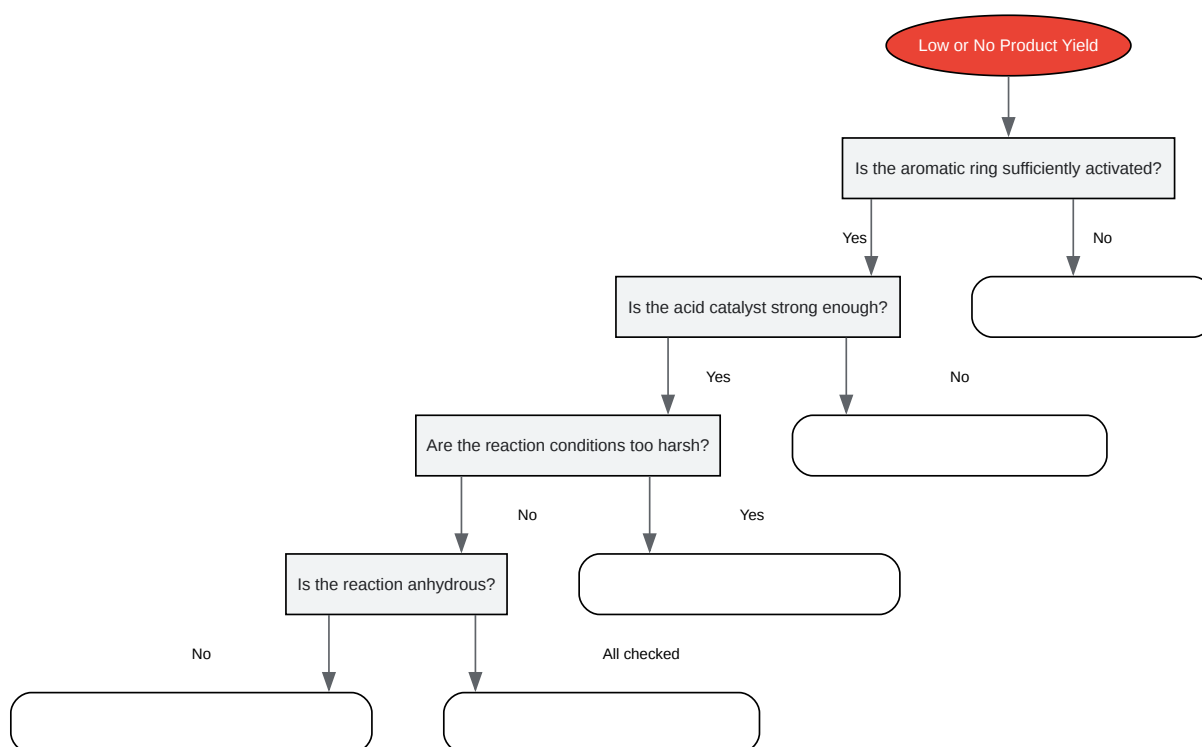 Low or No Product Yield
Is the aromatic ring sufficiently activated?
Yes
No
Is the acid catalyst strong enough?
Yes
No
Are the reaction conditions too harsh?
No
Yes
Is the reaction anhydrous?
No
All checked